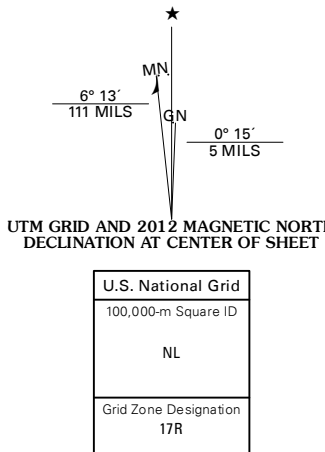 ★
MN
6° 13´
111 MILS
GN
0° 15´
5 MILS
UTM GRID AND 2012 MAGNETIC NORTH
DECLINATION AT CENTER OF SHEET
U.S. National Grid
100,000-m Square ID
NL
Grid Zone Designation
17R